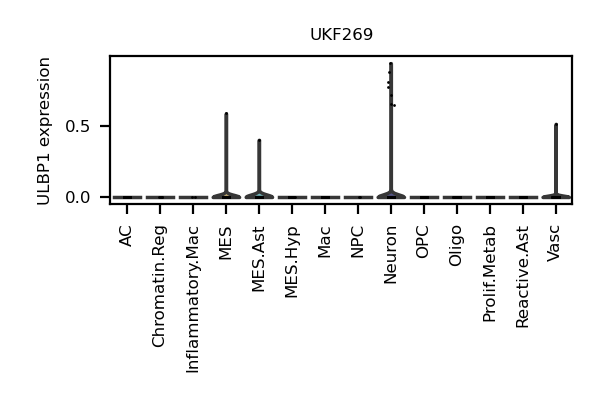 UKF269
ULBP1 expression
0.5
0.0
AC
Chromatin.Reg
Inflammatory.Mac
MES
MES.Ast
MES.Hyp
Mac
NPC
Neuron
OPC
Oligo
Prolif.Metab
Reactive.Ast
Vasc